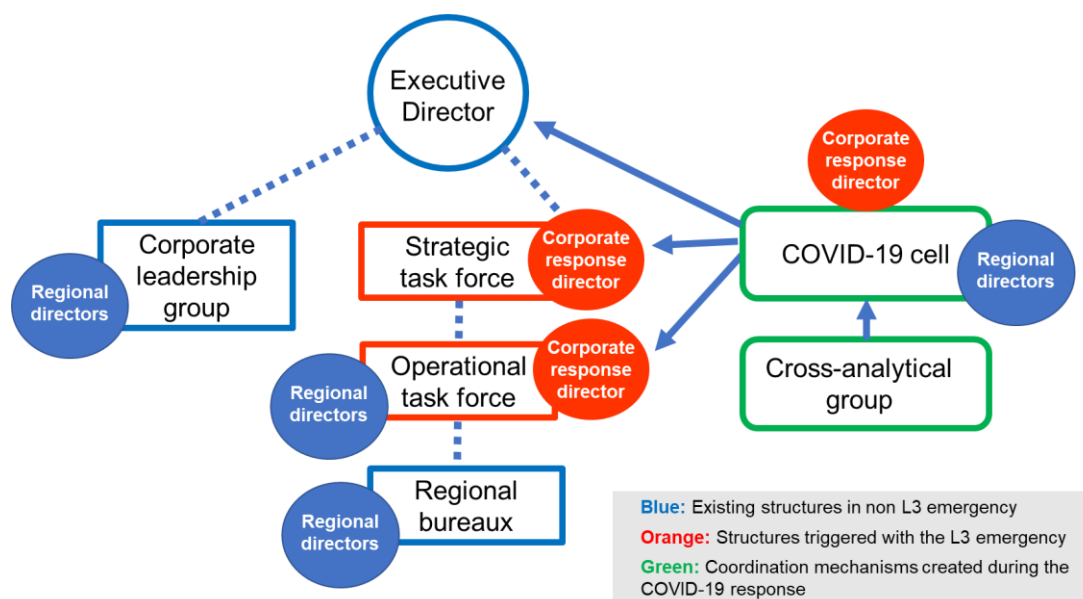 Executive
Director
Corporate
response
director
Corporate
leadership
group
Regional
directors
Strategic
task force
Corporate
response
director
COVID-19 cell
Regional
directors
Operational
task force
Corporate
response
director
Regional
directors
Cross-analytical
group
Regional
bureaux
Regional
directors
Blue: Existing structures in non L3 emergency
Orange: Structures triggered with the L3 emergency
Green: Coordination mechanisms created during the
COVID-19 response